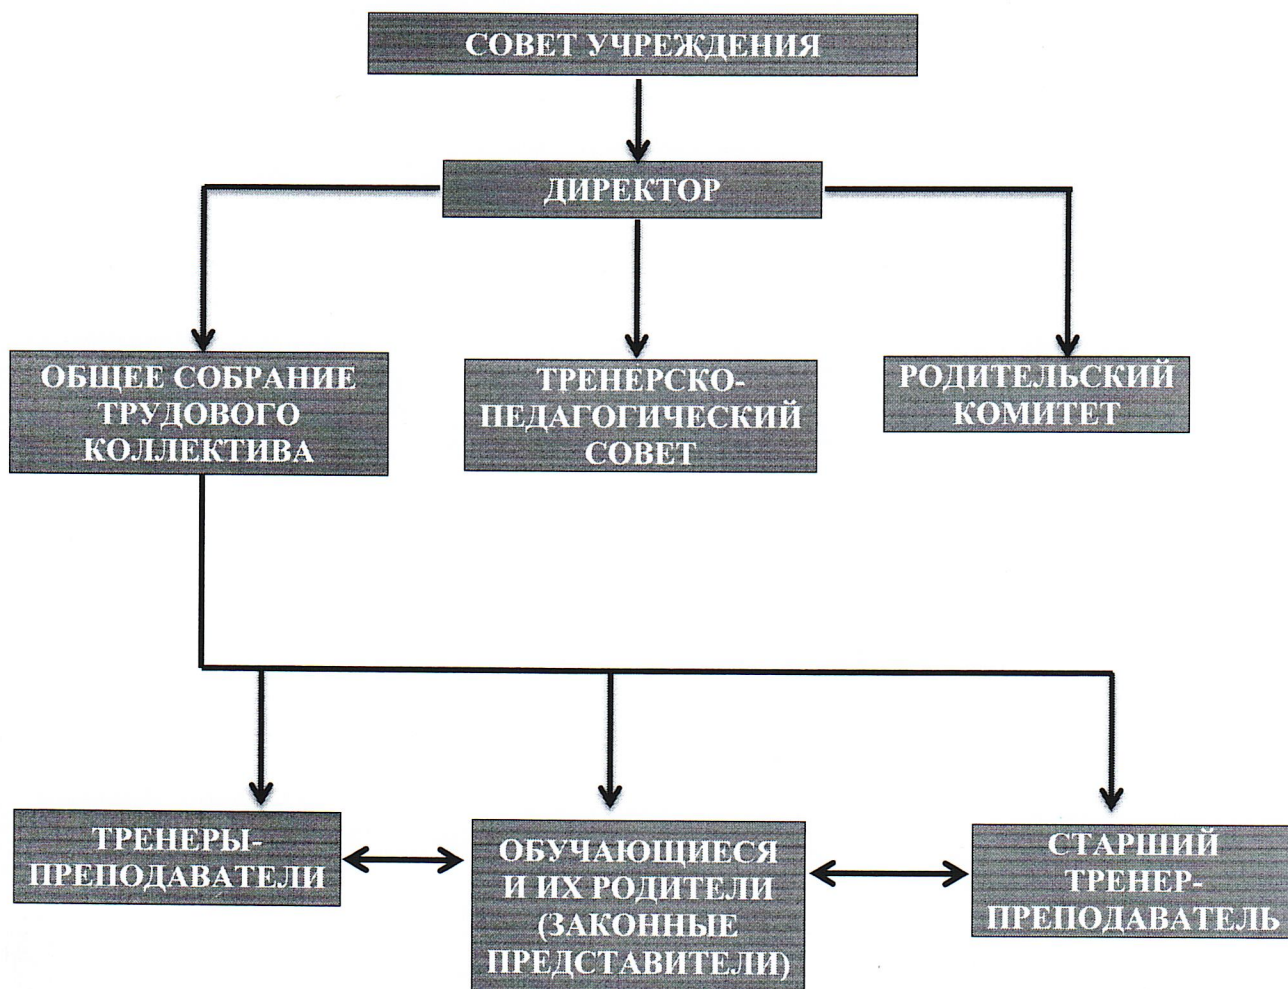 СОВЕТ УЧРЕЖДЕНИЯ
ДИРЕКТОР
ОБЩЕЕ СОБРАНИЕ
ТРУДОВОГО
КОЛЛЕКТИВА
ТРЕНЕРСКО-
ПЕДАГОГИЧЕСКИЙ
СОВЕТ
РОДИТЕЛЬСКИЙ
КОМИТЕТ
ТРЕНЕРЫ-
ПРЕПОДАВАТЕЛИ
ОБУЧАЮЩИЕСЯ
И ИХ РОДИТЕЛИ
(ЗАКОННЫЕ
ПРЕДСТАВИТЕЛИ)
СТАРШИЙ
ТРЕНЕР-
ПРЕПОДАВАТЕЛЬ